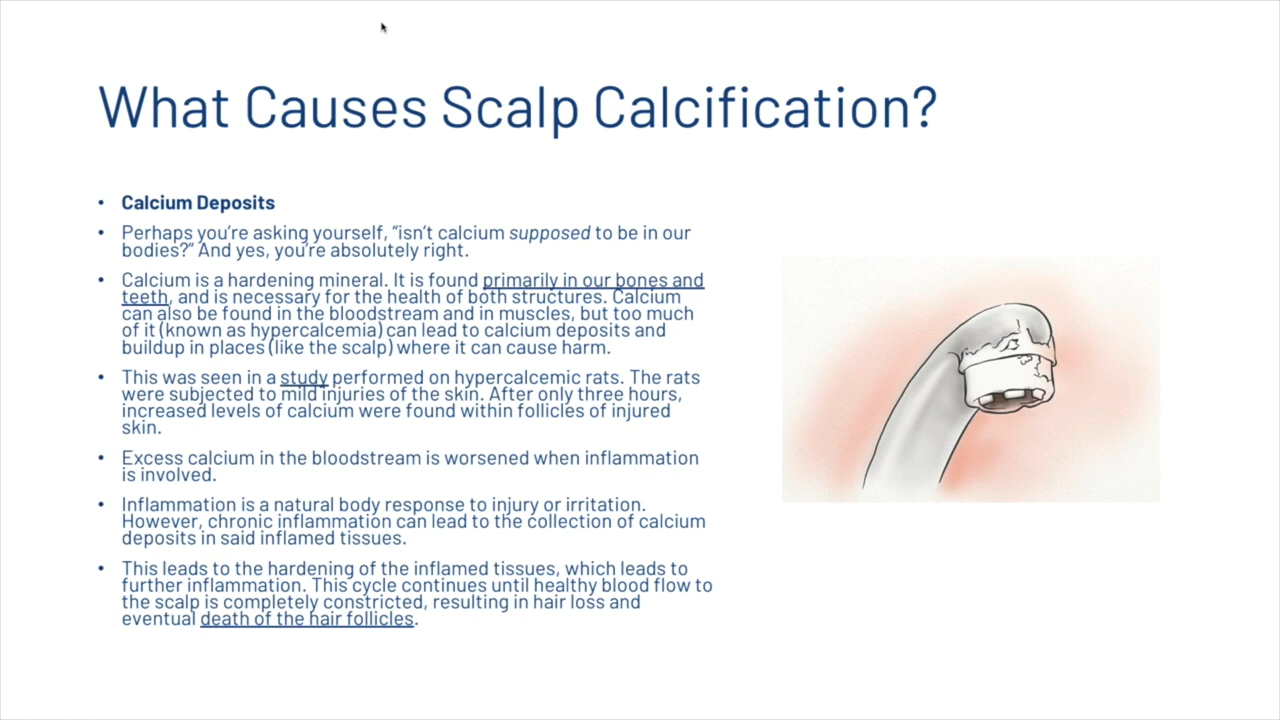 What Causes Scalp Calcification?
• Calcium Deposits
• Perhaps you're asking yourself, "isn't calcium supposed to be in our
bodies?" And yes, you're absolutely right.
• Calcium is a hardening mineral. It is found primarily in our bones and
teeth, and is necessary for the health of both structures. Calcium
can also be found in the bloodstream and in muscles, but too much
of it (known as hypercalcemia) can lead to calcium deposits and
buildup in places (like the scalp) where it can cause harm.
• This was seen in a study performed on hypercalcemic rats. The rats
were subjected to mild injuries of the skin. After only three hours,
increased levels of calcium were found within follicles of injured
skin.
• Excess calcium in the bloodstream is worsened when inflammation
is involved.
• Inflammation is a natural body response to injury or irritation.
However, chronic inflammation can lead to the collection of calcium
deposits in said inflamed tissues.
• This leads to the hardening of the inflamed tissues, which leads to
further inflammation. This cycle continues until healthy blood flow to
the scalp is completely constricted, resulting in hair loss and
eventual death of the hair follicles.